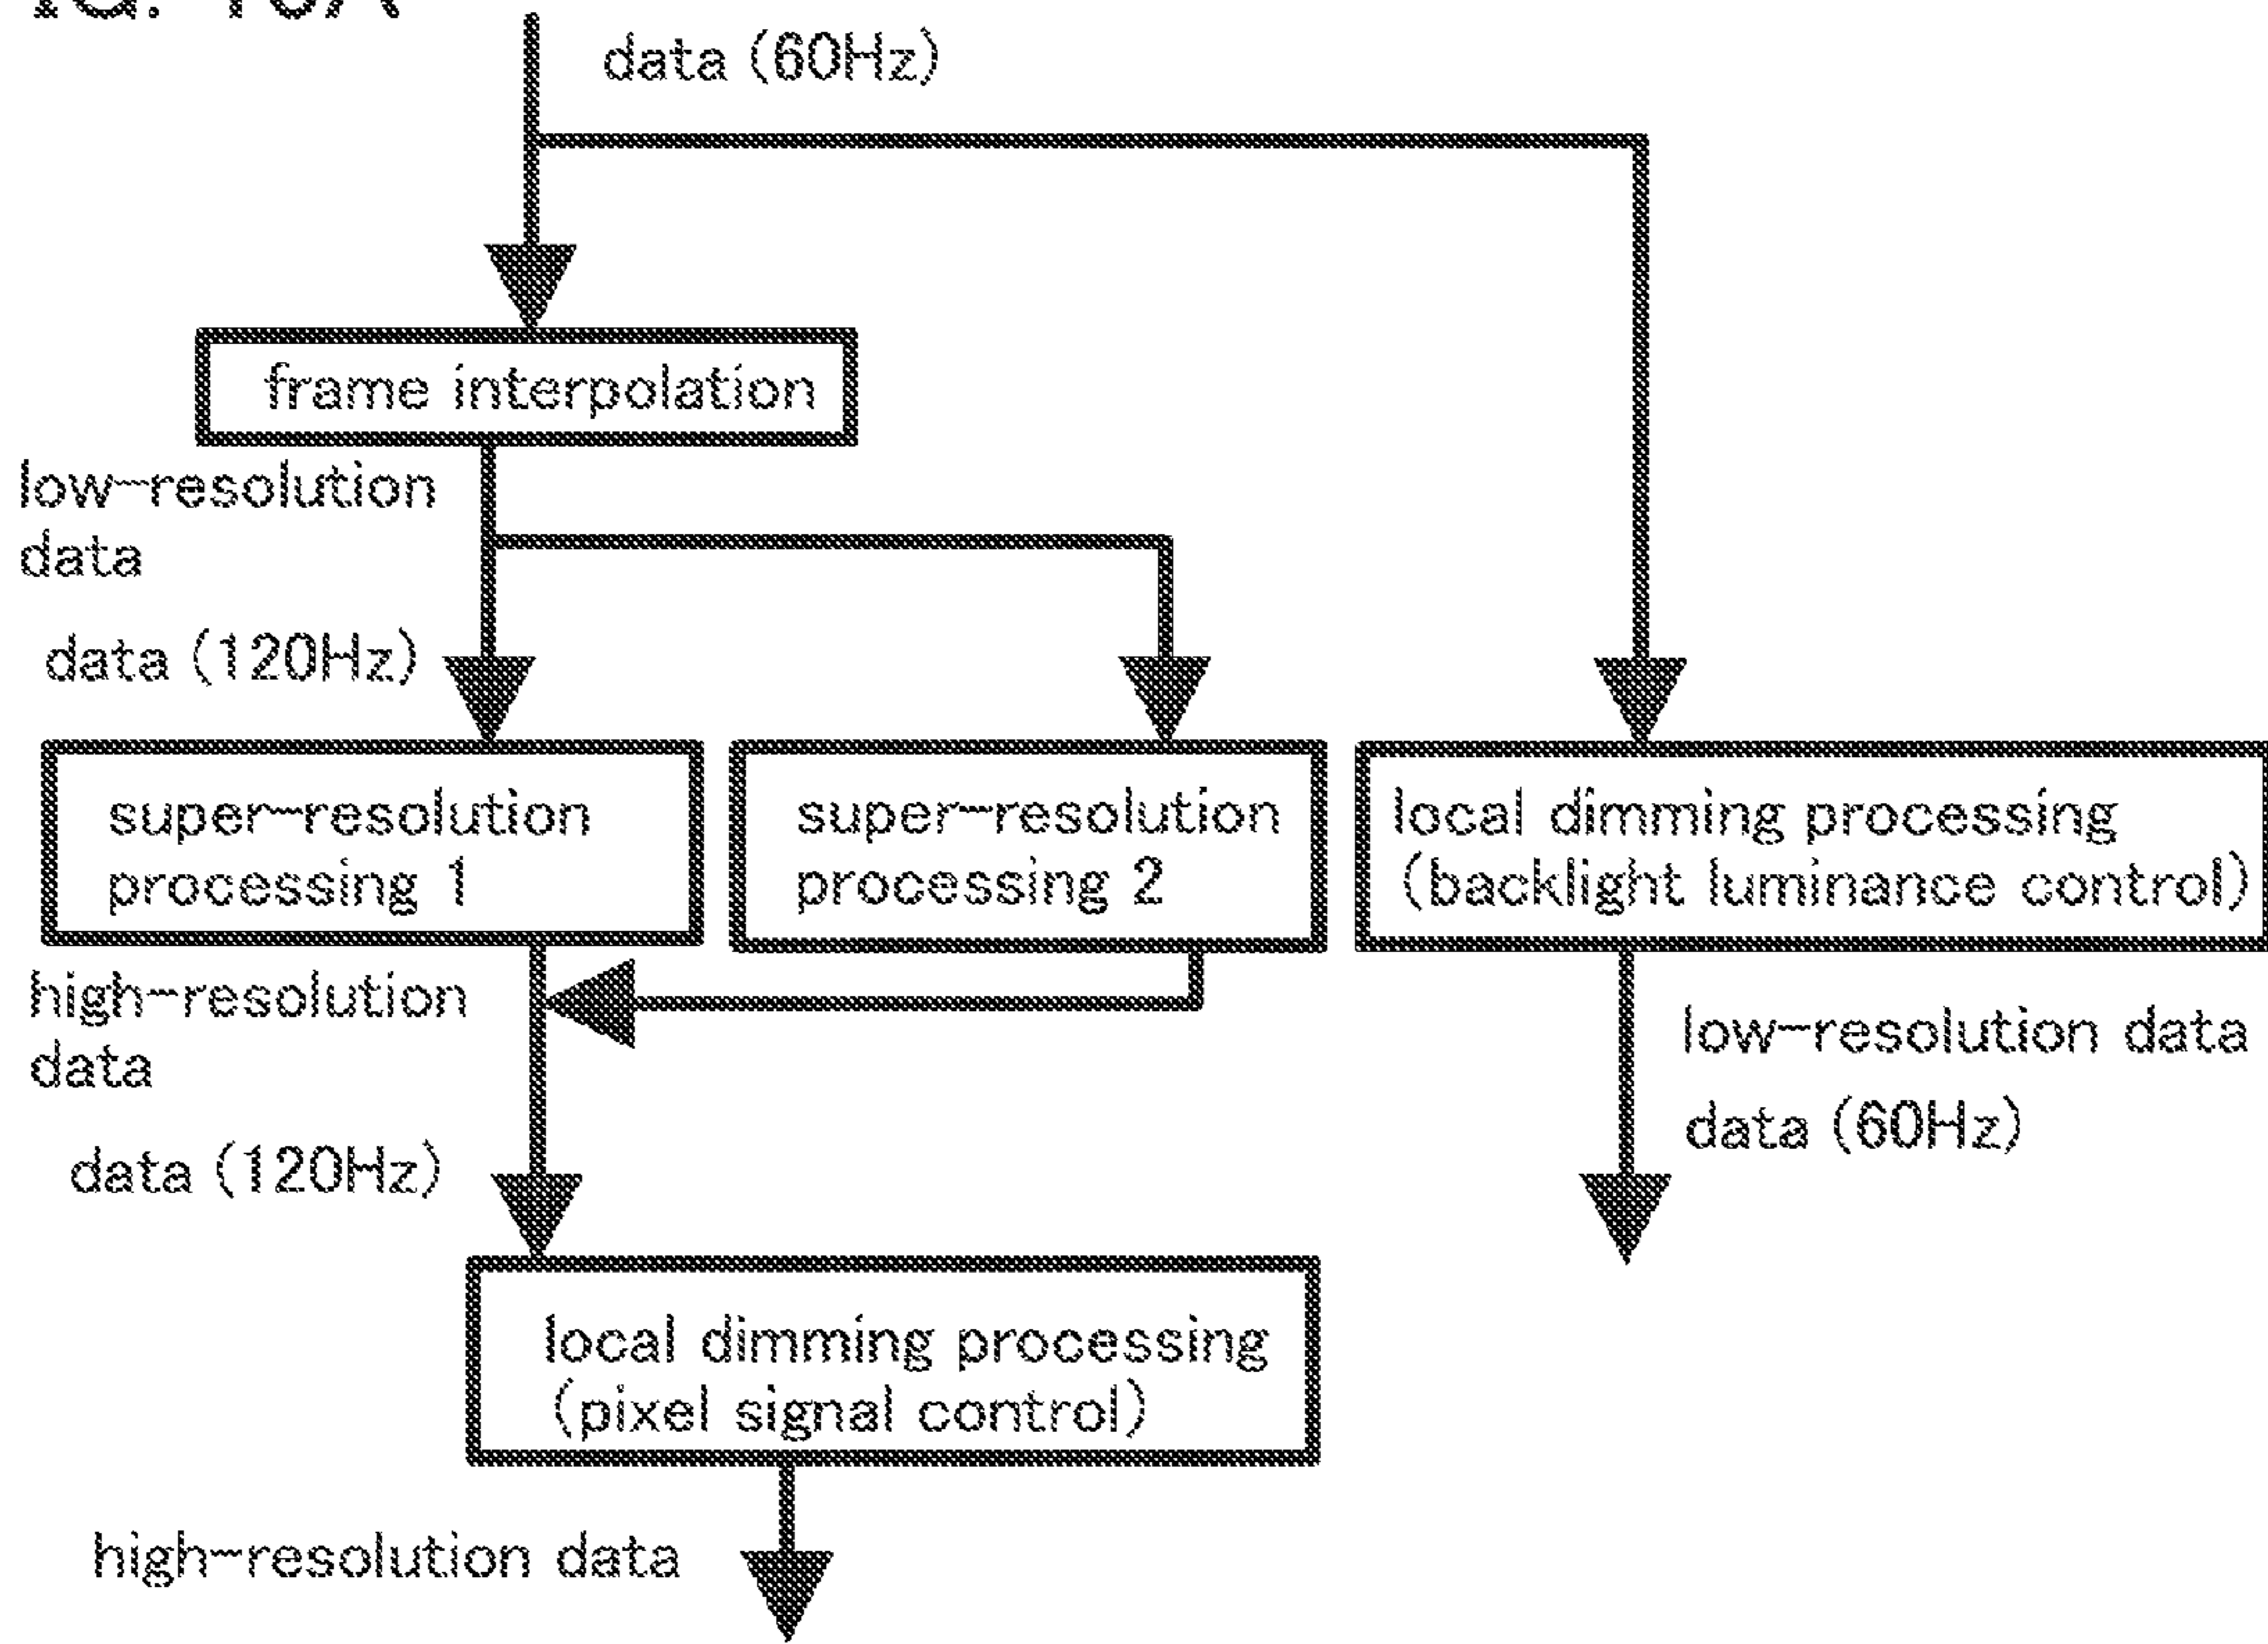 data (60Hz)
frame interpolation
low-resolution
data
data (120Hz)
super-resolution
processing 1
super-resolution
processing 2
local dimming processing
(backlight luminance control)
high-resolution
data
data (120Hz)
low-resolution data
data (60Hz)
local dimming processing
(pixel signal control)
high-resolution data